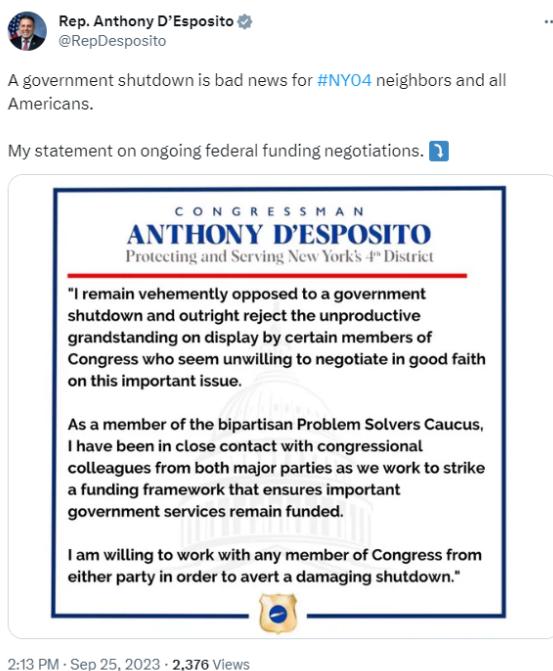 Rep. Anthony D'Esposito
@RepDesposito
A government shutdown is bad news for #NY04 neighbors and all
Americans.
My statement on ongoing federal funding negotiations.
CONGRESSMAN
ANTHONY D'ESPOSITO
Protecting and Serving New York's 4th District
"I remain vehemently opposed to a government
shutdown and outright reject the unproductive
grandstanding on display by certain members of
Congress who seem unwilling to negotiate in good faith
on this important issue.
As a member of the bipartisan Problem Solvers Caucus,
I have been in close contact with congressional
colleagues from both major parties as we work to strike
a funding framework that ensures important
government services remain funded.
I am willing to work with any member of Congress from
either party in order to avert a damaging shutdown."
2:13 PM · Sep 25, 2023 · 2,376 Views